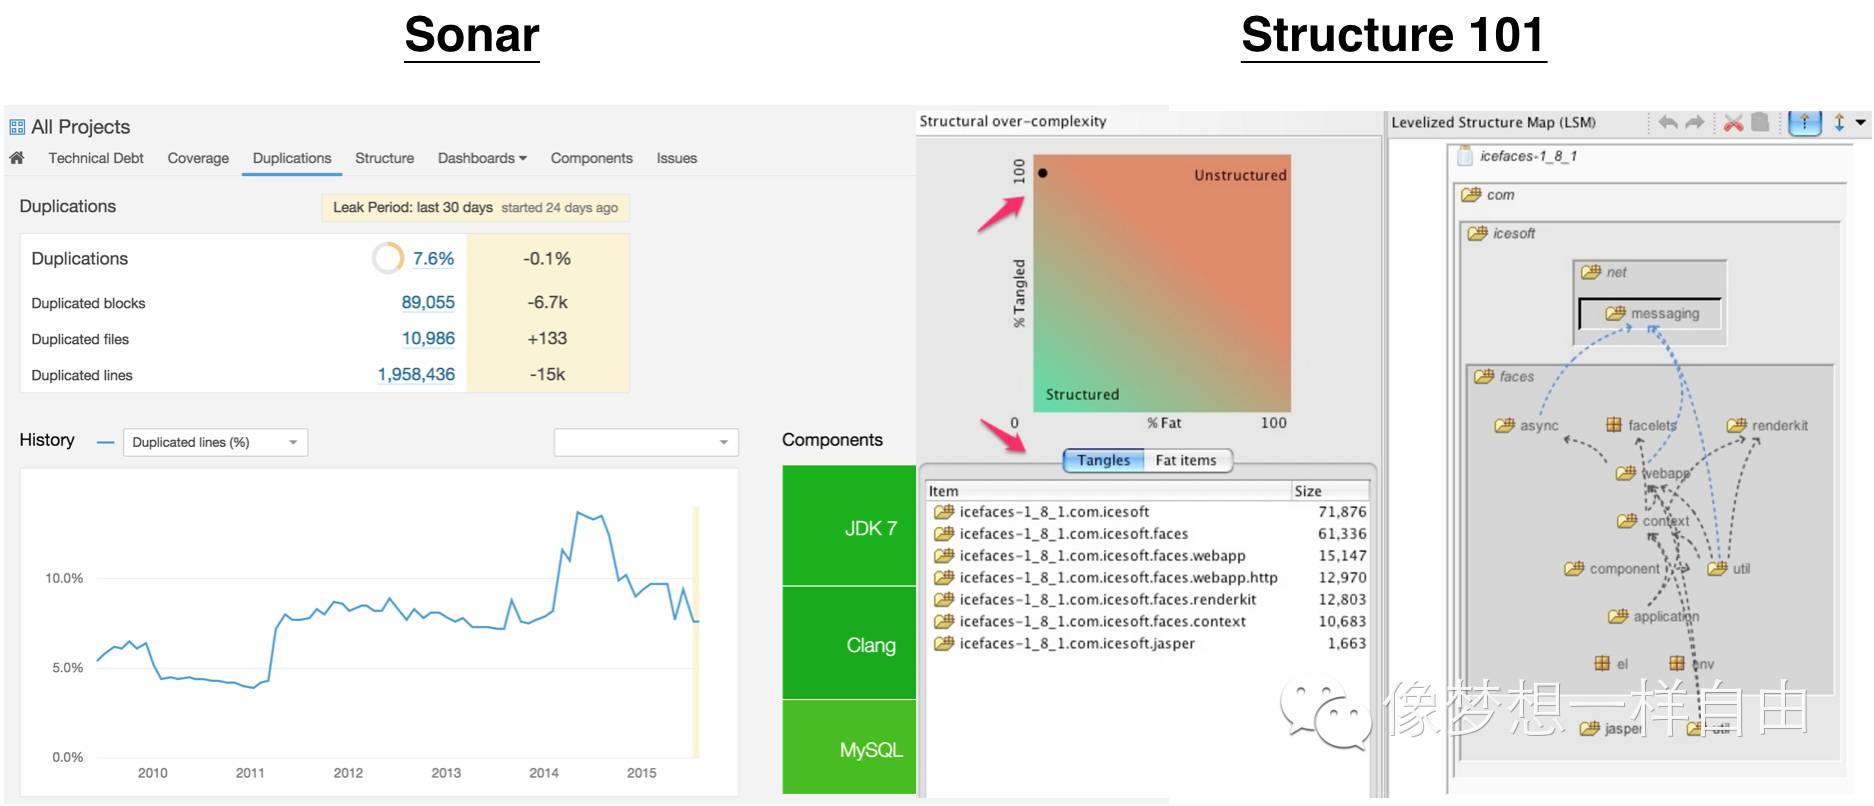 Sonar
Structure 101
All Projects
Technical Debt Coverage Duplications Structure Dashboards Components Issues
Duplications
Leak Period: last 30 days started 24 days ago
Duplications 7.6% -0.1%
Duplicated blocks 89,055 -6.7k
Duplicated files 10,986 +133
Duplicated lines 1,958,436 -15k
History
Duplicated lines (%)
10.0%
5.0%
0.0%
2010 2011 2012 2013 2014 2015
Components
JDK 7
Clang
MySQL
Structural over-complexity
100
Unstructured
% Tangled
Structured
0 % Fat 100
Tangles Fat items
Item Size
icefaces-1_8_1.com.icesoft 71,876
icefaces-1_8_1.com.icesoft.faces 61,336
icefaces-1_8_1.com.icesoft.faces.webapp 15,147
icefaces-1_8_1.com.icesoft.faces.webapp.http 12,970
icefaces-1_8_1.com.icesoft.faces.renderkit 12,803
icefaces-1_8_1.com.icesoft.faces.context 10,683
icefaces-1_8_1.com.icesoft.jasper 1,663
Levelized Structure Map (LSM)
icefaces-1_8_1
com
icesoft
net
messaging
faces
async facelets renderkit
webapp
context
component util
application
el env
jasper util
像梦想一样自由